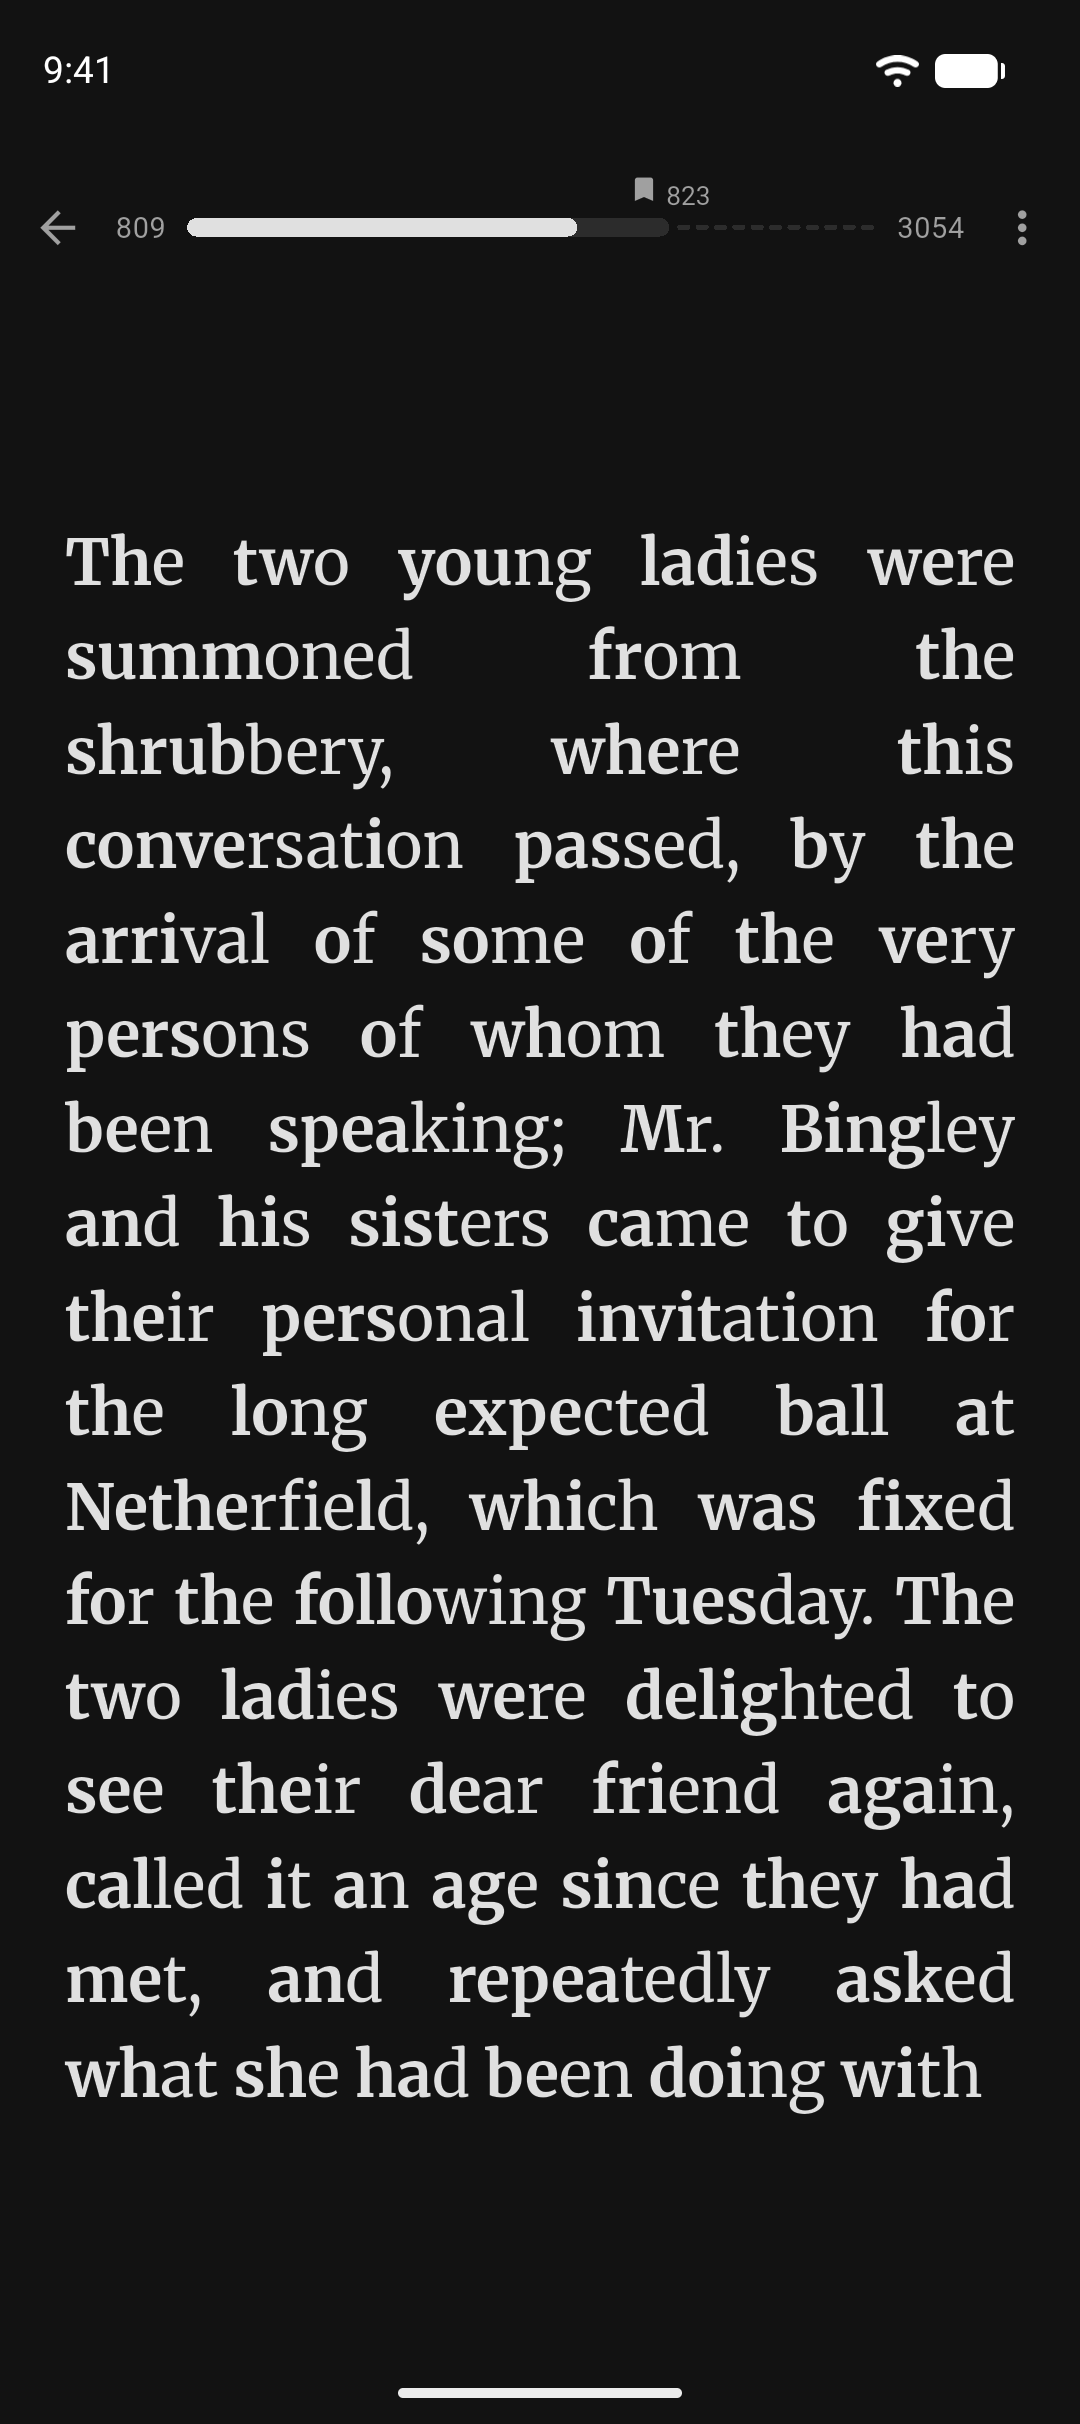 9:41
823
809
3054
The two young ladies were
summoned from the
shrubbery, where this
conversation passed, by the
arrival of some of the very
persons of whom they had
been speaking; Mr. Bingley
and his sisters came to give
their personal invitation for
the long expected ball at
Netherfield, which was fixed
for the following Tuesday. The
two ladies were delighted to
see their dear friend again,
called it an age since they had
met, and repeatedly asked
what she had been doing with